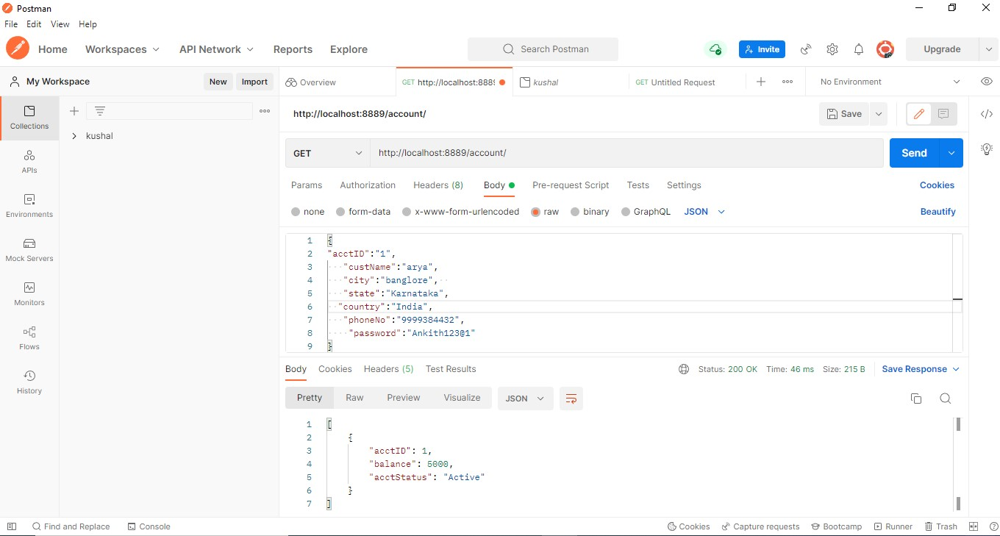 Postman
File Edit View Help
Home Workspaces API Network Reports Explore Search Postman Invite Upgrade
My Workspace New Import Overview GET http://localhost:888 kushal GET Untitled Request No Environment
Collections
kushal
APIs
Environments
Mock Servers
Monitors
Flows
History
http://localhost:8889/account/ Save
GET http://localhost:8889/account/ Send
Params Authorization Headers (8) Body Pre-request Script Tests Settings Cookies
none form-data x-www-form-urlencoded raw binary GraphQL JSON Beautify
1 {
2 "acctID":"1",
3 "custName":"arya",
4 "city":"banglore",
5 "state":"Karnataka",
6 "country":"India",
7 "phoneNo":"9999384432",
8 "password":"Ankith123@1"
9 }
Body Cookies Headers (5) Test Results Status: 200 OK Time: 46 ms Size: 215 B Save Response
Pretty Raw Preview Visualize JSON
1 [
2 {
3 "acctID": 1,
4 "balance": 5000,
5 "acctStatus": "Active"
6 }
7 ]
Find and Replace Console Cookies Capture requests Bootcamp Runner Trash